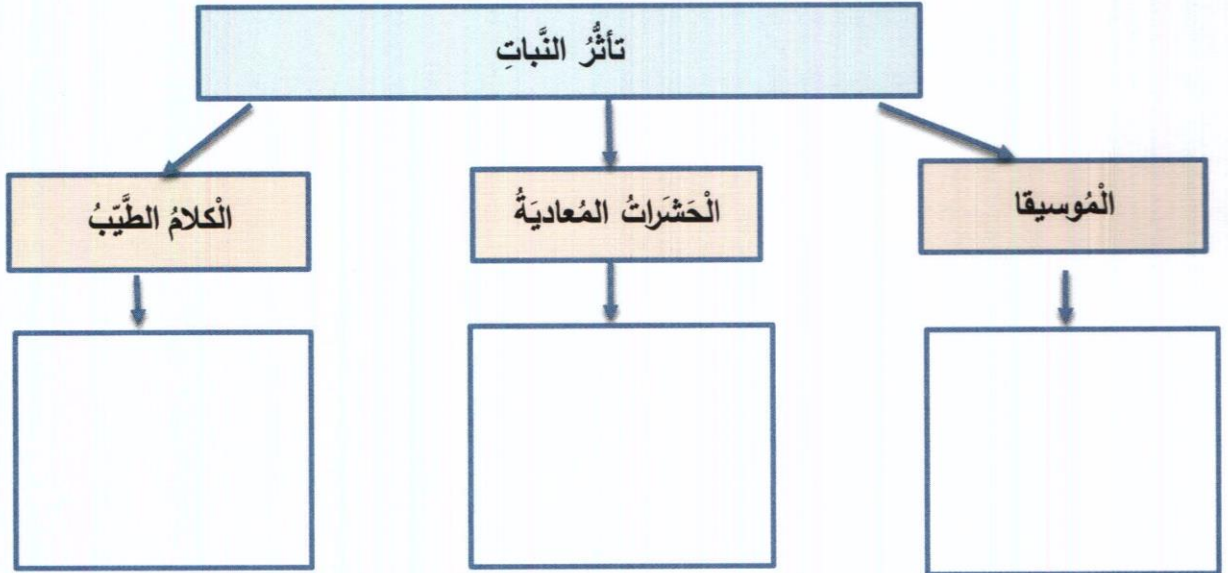 تأثُّرُ النَّباتِ
الْمُوسيقا
الْحَشَراتُ المُعاديَةُ
الْكلامُ الطَّيّبُ